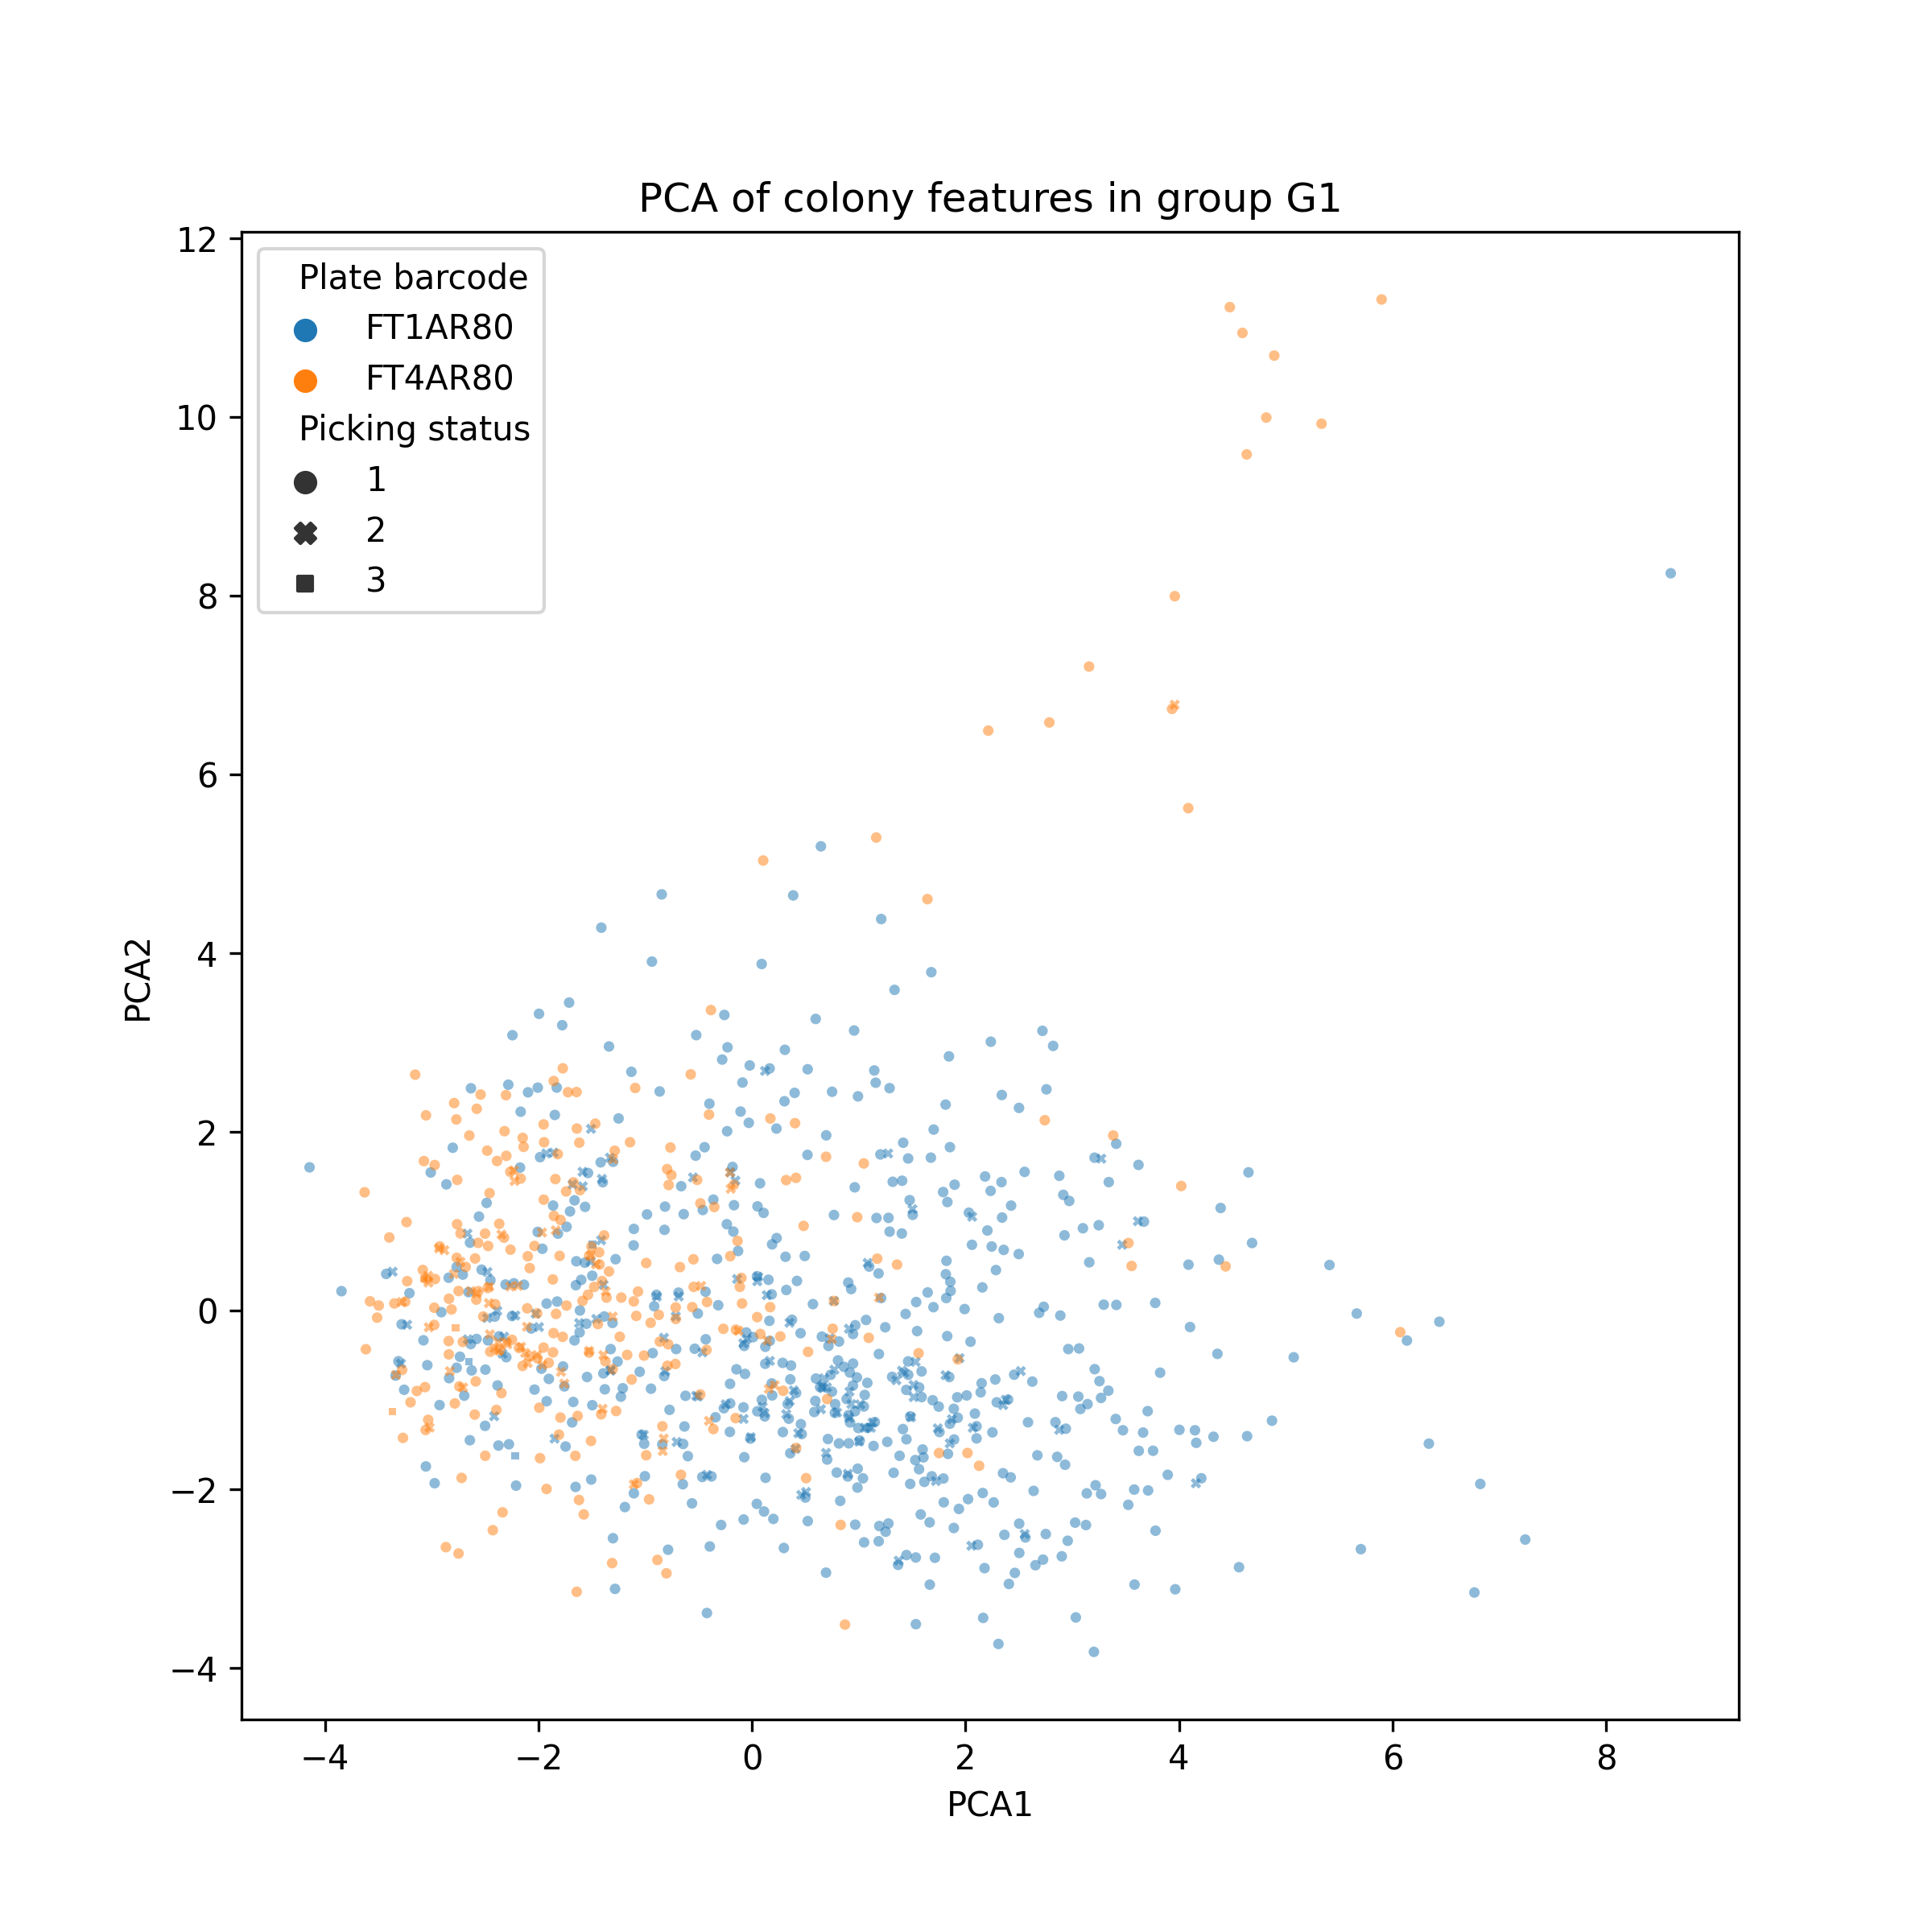 PCA of colony features in group G1
12
10
8
6
4
2
0
−2
−4
PCA2
Plate barcode
FT1AR80
FT4AR80
Picking status
1
2
3
−4 −2 0 2 4 6 8
PCA1